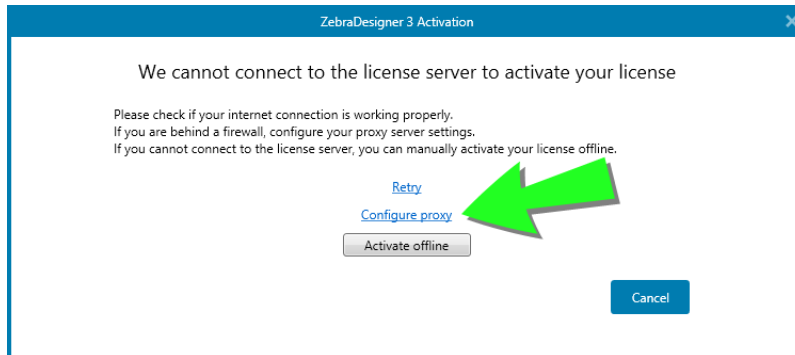 ZebraDesigner 3 Activation
We cannot connect to the license server to activate your license
Please check if your internet connection is working properly.
If you are behind a firewall, configure your proxy server settings.
If you cannot connect to the license server, you can manually activate your license offline.
Retry
Configure proxy
Activate offline
Cancel